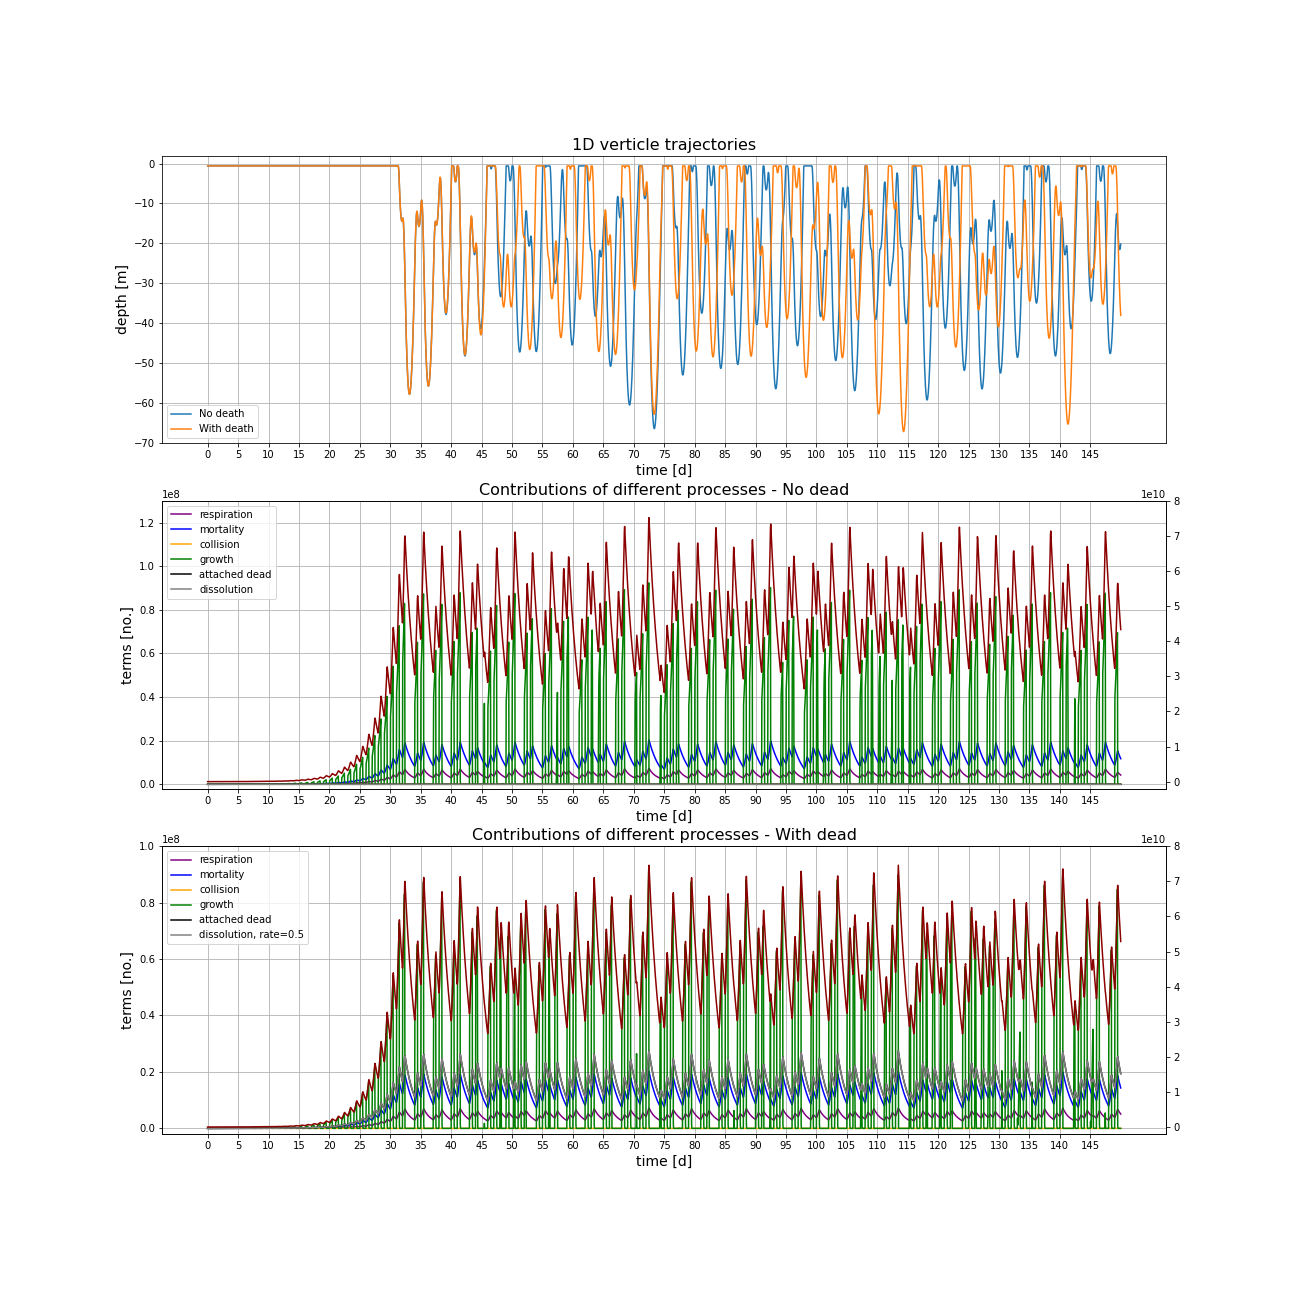 1D verticle trajectories
0
−10
−20
−30
−40
−50
−60
−70
depth [m]
No death
With death
0 5 10 15 20 25 30 35 40 45 50 55 60 65 70 75 80 85 90 95 100 105 110 115 120 125 130 135 140 145
time [d]
Contributions of different processes - No dead
1e8
1e10
1.2
1.0
0.8
0.6
0.4
0.2
0.0
terms [no.]
respiration
mortality
collision
growth
attached dead
dissolution
8
7
6
5
4
3
2
1
0
0 5 10 15 20 25 30 35 40 45 50 55 60 65 70 75 80 85 90 95 100 105 110 115 120 125 130 135 140 145
time [d]
Contributions of different processes - With dead
1e8
1e10
1.0
0.8
0.6
0.4
0.2
0.0
terms [no.]
respiration
mortality
collision
growth
attached dead
dissolution, rate=0.5
8
7
6
5
4
3
2
1
0
0 5 10 15 20 25 30 35 40 45 50 55 60 65 70 75 80 85 90 95 100 105 110 115 120 125 130 135 140 145
time [d]